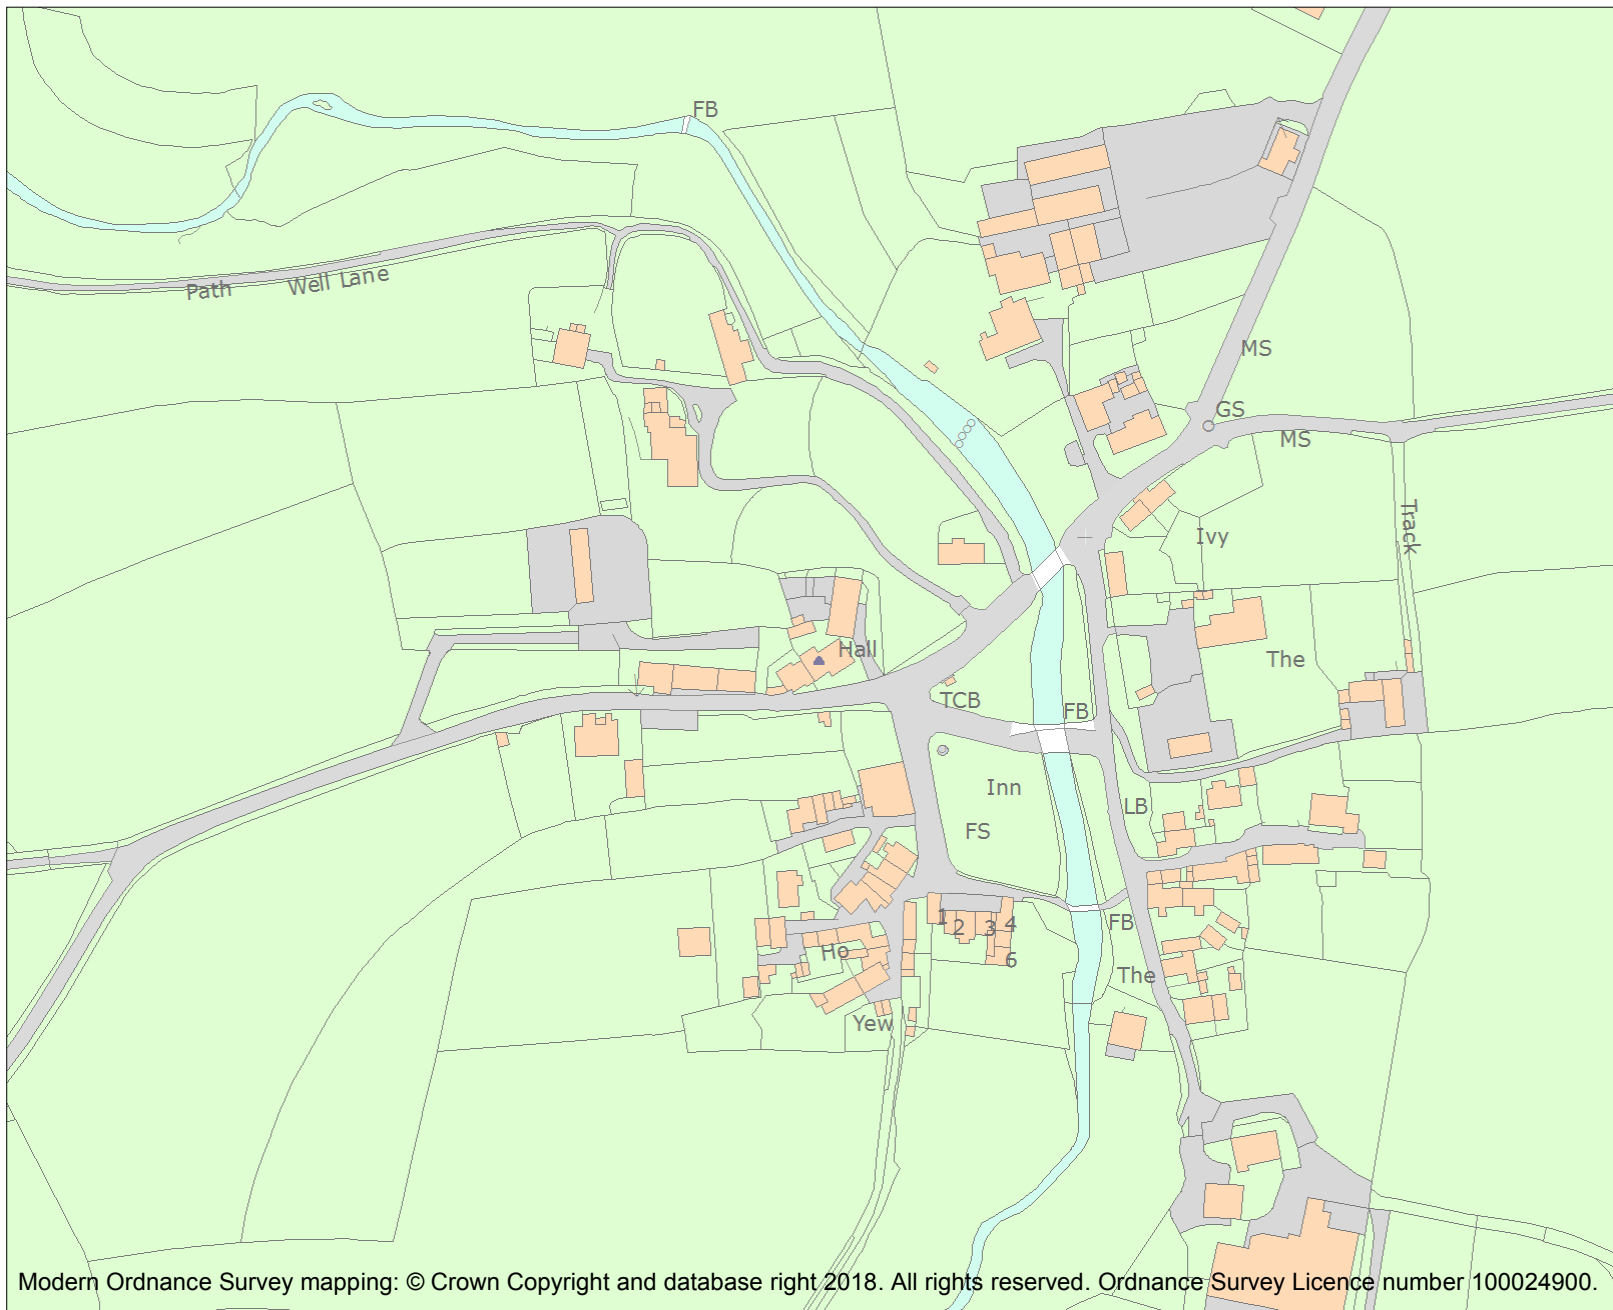 FB
Path Well Lane
MS
GS
MS
Track
Ivy
Hall
The
TCB
FB
Inn
LB
FS
1
2
3
4
FB
Ho
6
The
Yew
Modern Ordnance Survey mapping: © Crown Copyright and database right 2018. All rights reserved. Ordnance Survey Licence number 100024900.